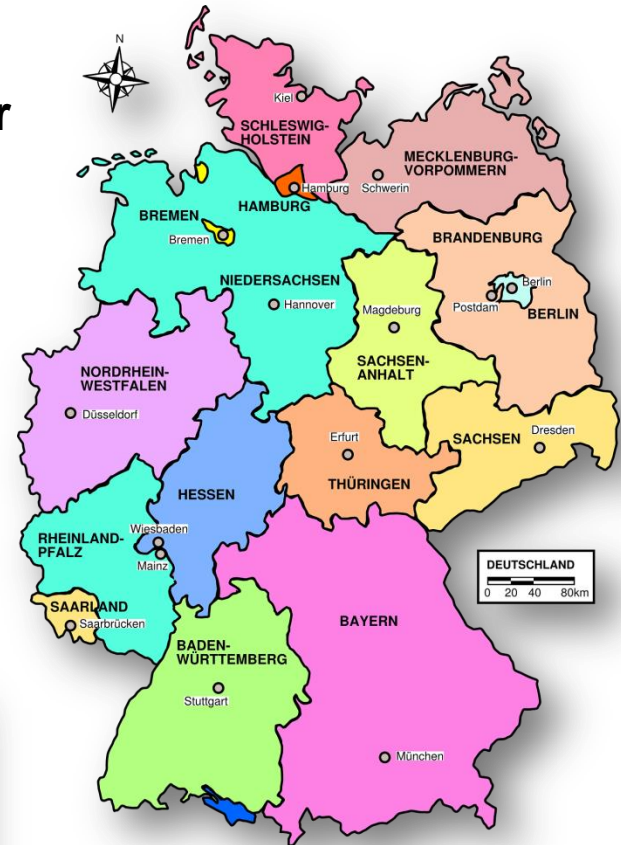 N
r
Kiel
SCHLESWIG-
HOLSTEIN
MECKLENBURG-
VORPOMMERN
Hamburg
Schwerin
HAMBURG
BREMEN
Bremen
BRANDENBURG
NIEDERSACHSEN
Hannover
Berlin
Postdam
BERLIN
Magdeburg
SACHSEN-
ANHALT
NORDRHEIN-
WESTFALEN
Düsseldorf
Erfurt
THÜRINGEN
SACHSEN
Dresden
HESSEN
Wiesbaden
Mainz
RHEINLAND-
PFALZ
SAARLAND
Saarbrücken
DEUTSCHLAND
0 20 40 80km
BAYERN
BADEN-
WÜRTTEMBERG
Stuttgart
München